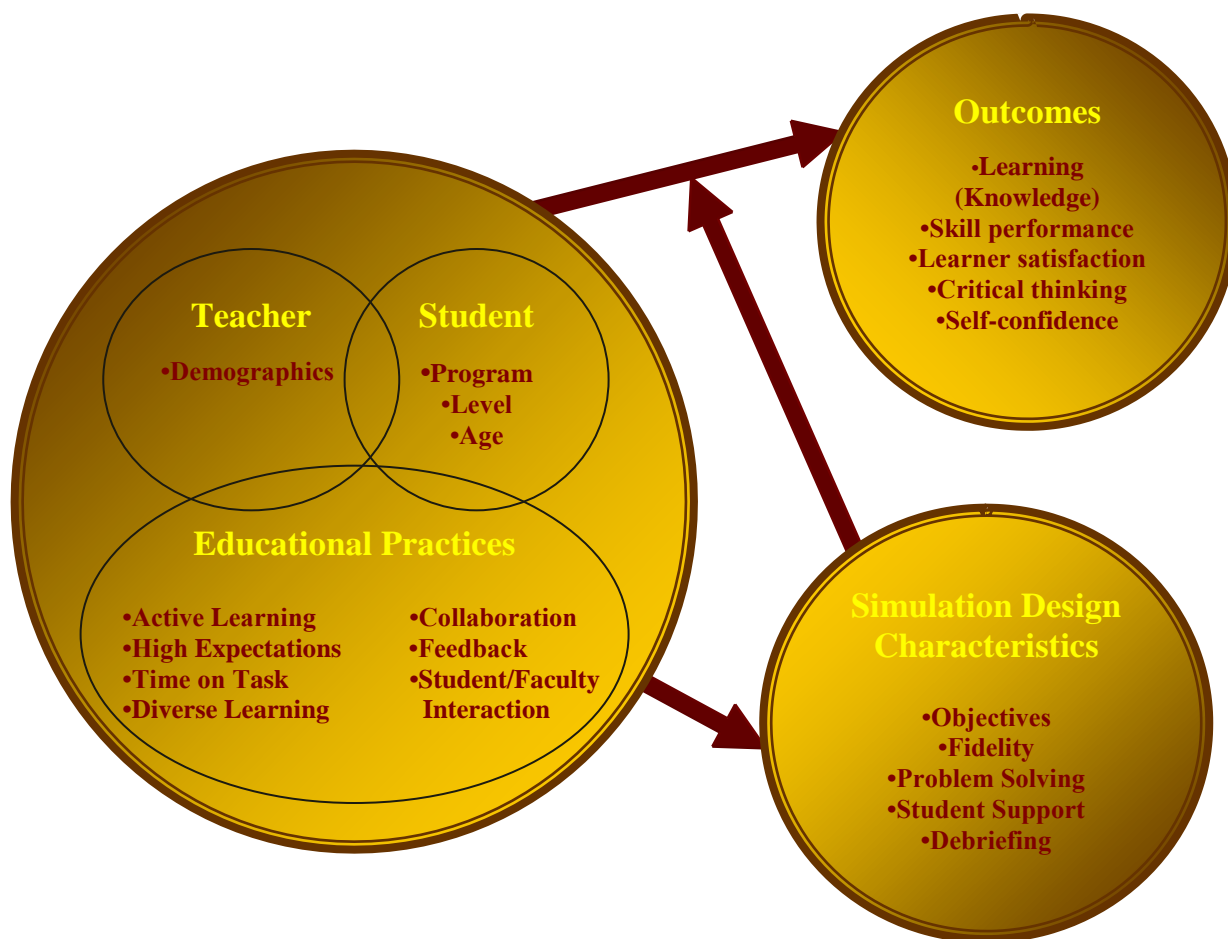 Teacher
•Demographics
Student
•Program
•Level
•Age
Educational Practices
•Active Learning
•High Expectations
•Time on Task
•Diverse Learning
•Collaboration
•Feedback
•Student/Faculty
Interaction
Outcomes
•Learning
(Knowledge)
•Skill performance
•Learner satisfaction
•Critical thinking
•Self-confidence
Simulation Design
Characteristics
•Objectives
•Fidelity
•Problem Solving
•Student Support
•Debriefing